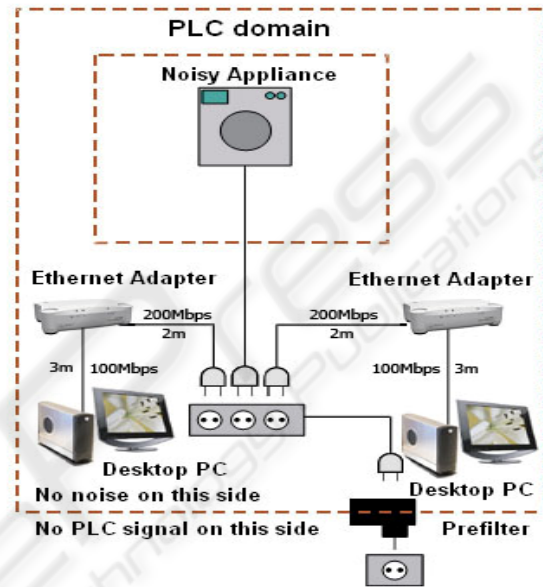 PLC domain
Noisy Appliance
Ethernet Adapter
Ethernet Adapter
200Mbps
2m
200Mbps
2m
3m
100Mbps
100Mbps
3m
Desktop PC
Desktop PC
No noise on this side
No PLC signal on this side
Prefilter